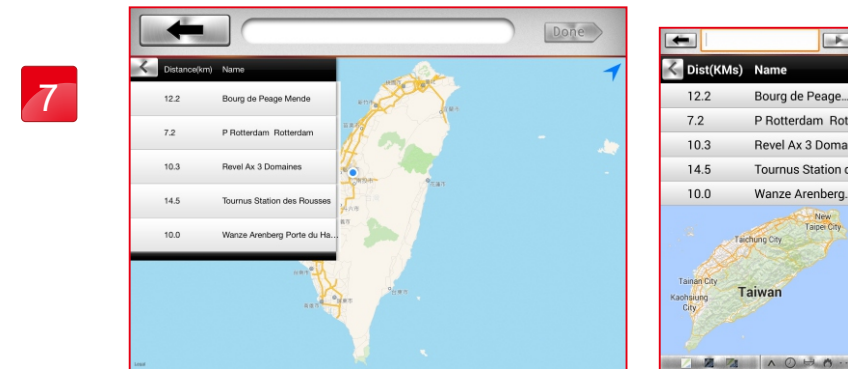 7
Done
Distance(km) Name
12.2 Bourg de Peage Mende
7.2 P Rotterdam Rotterdam
10.3 Revel Ax 3 Domaines
14.5 Tournus Station des Rousses
10.0 Wanze Arenberg Porte du Ha...
Dist(KMs) Name
12.2 Bourg de Peage...
7.2 P Rotterdam Rot
10.3 Revel Ax 3 Domai
14.5 Tournus Station d
10.0 Wanze Arenberg...
New
Taipei City
Taichung City
Tainan City
Kaohsiung
City
Taiwan